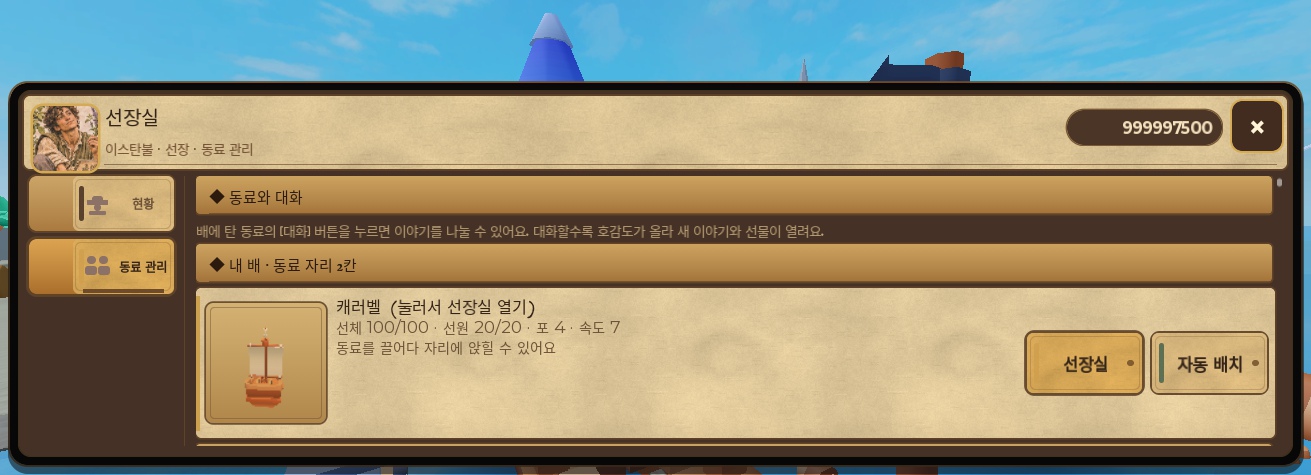 선장실
이스탄불 · 선장 · 동료 관리
999997500
현황
동료 관리
◆ 동료와 대화
배에 탄 동료의 [대화] 버튼을 누르면 이야기를 나눌 수 있어요. 대화할수록 호감도가 올라 새 이야기와 선물이 열려요.
◆ 내 배 · 동료 자리 2칸
캐러벨 (눌러서 선장실 열기)
선체 100/100 · 선원 20/20 · 포 4 · 속도 7
동료를 끌어다 자리에 앉힐 수 있어요
선장실
자동 배치